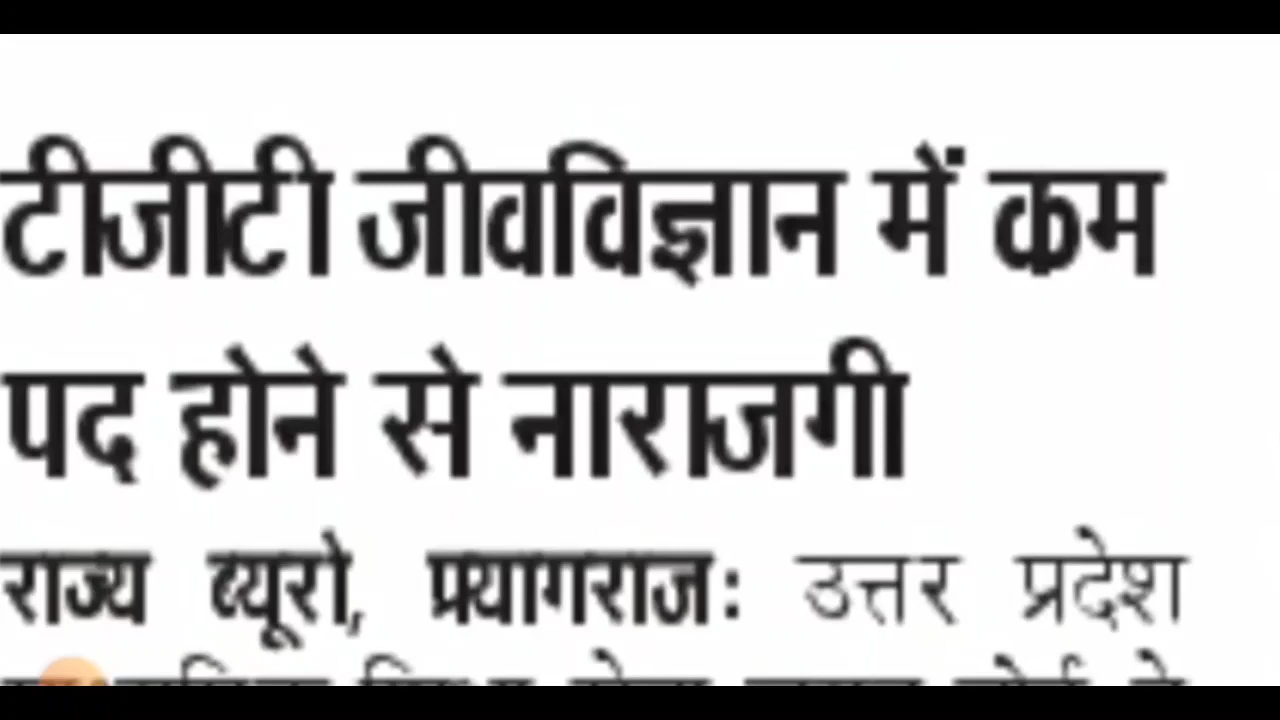 टीजीटी जीवविज्ञान में कम
पद होने से नाराजगी
राज्य ब्यूरो, प्रयागराज: उत्तर प्रदेश